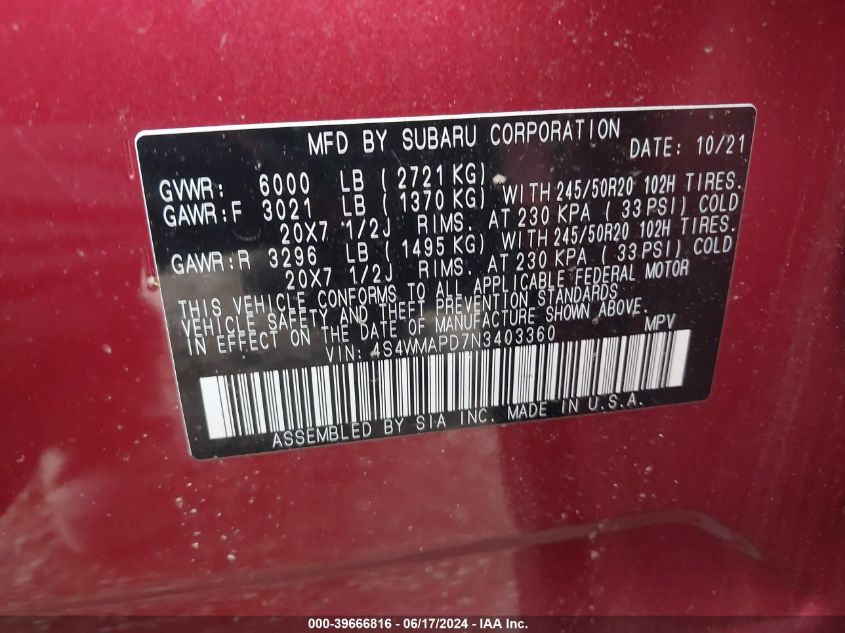 MFD BY SUBARU CORPORATION DATE: 10/21
GVWR: 6000 LB ( 2721 KG)
GAWR:F 3021 LB ( 1370 KG) WITH 245/50R20 102H TIRES.
20X7 1/2J RIMS. AT 230 KPA ( 33 PSI) COLD
GAWR:R 3296 LB ( 1495 KG) WITH 245/50R20 102H TIRES.
20X7 1/2J RIMS. AT 230 KPA ( 33 PSI) COLD
THIS VEHICLE CONFORMS TO ALL APPLICABLE FEDERAL MOTOR
VEHICLE SAFETY AND THEFT PREVENTION STANDARDS
IN EFFECT ON THE DATE OF MANUFACTURE SHOWN ABOVE.
VIN: 4S4WMAPD7N3403360 MPV
ASSEMBLED BY SIA INC. MADE IN U.S.A.
000-39666816 - 06/17/2024 - IAA Inc.